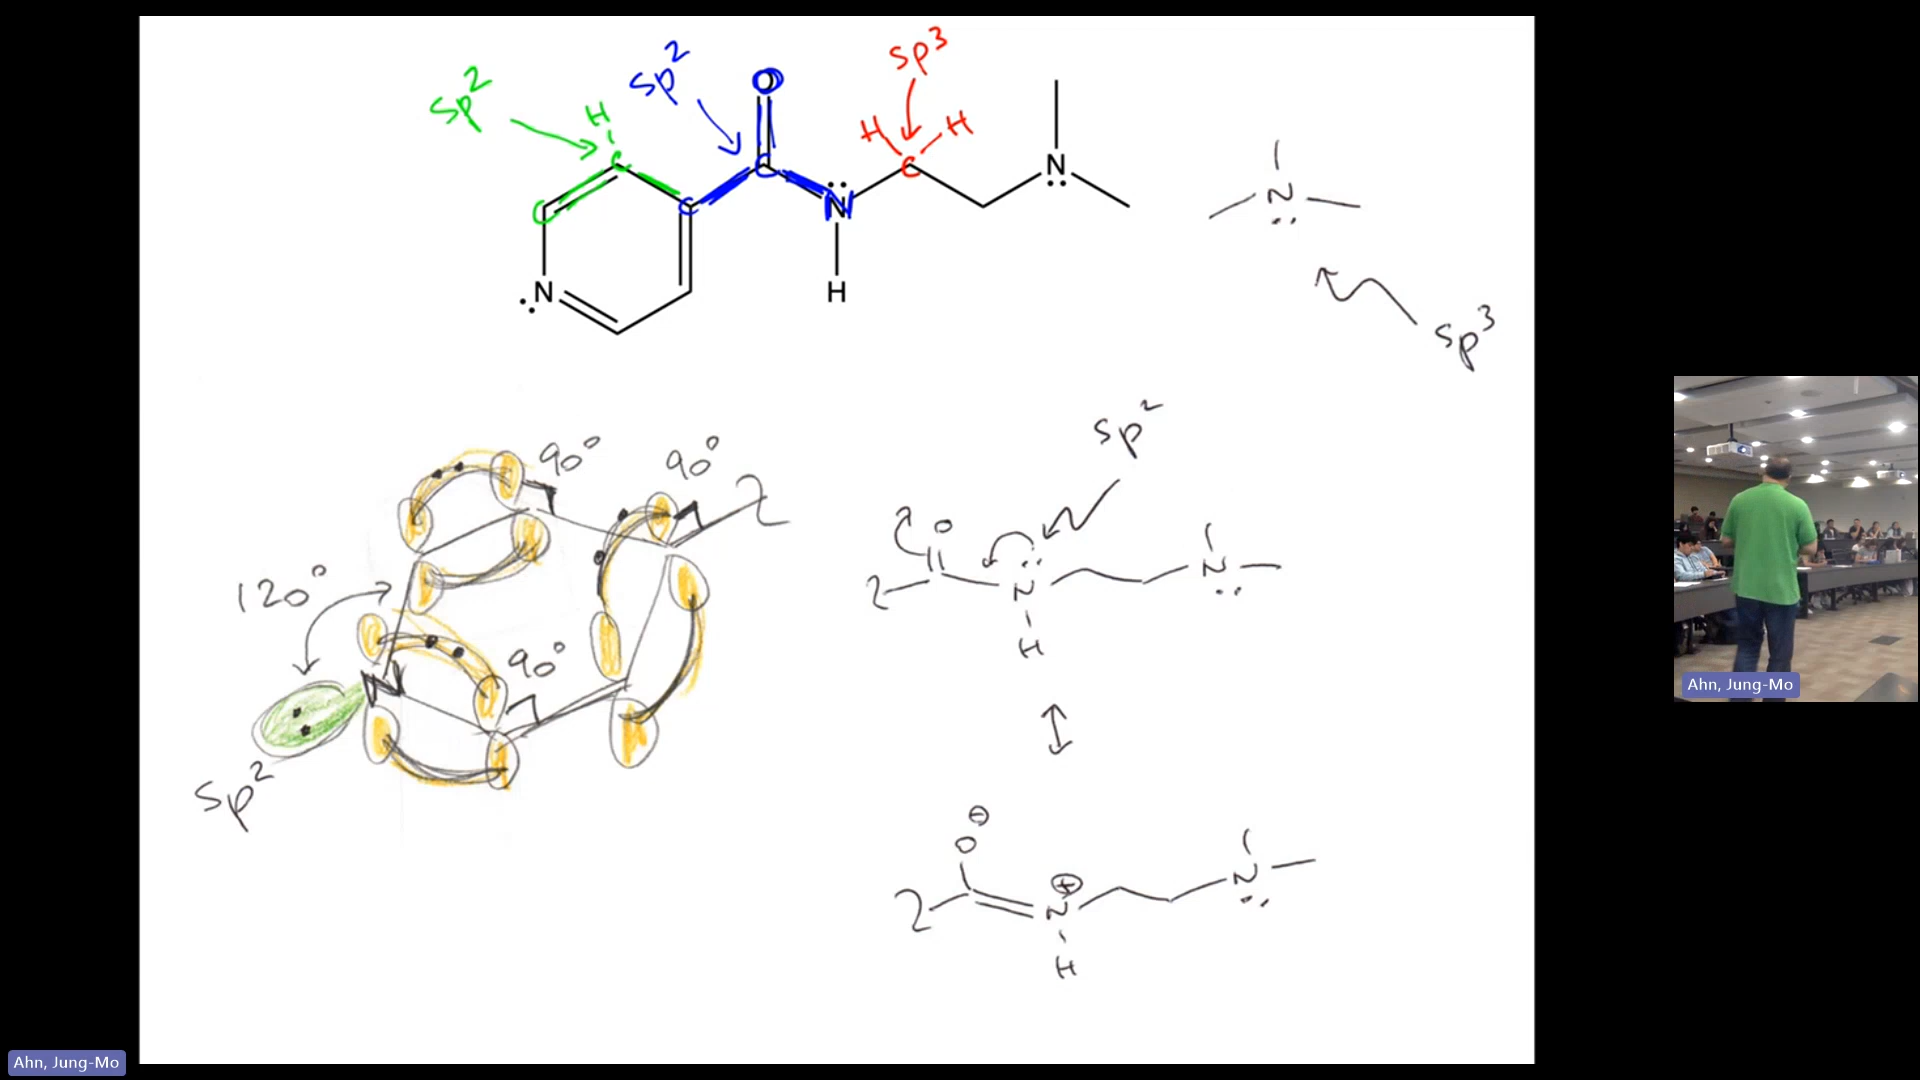 sp³
sp²
sp²
O
H
H
H
C
C
C
C
C
N
N
N
H
N
sp³
sp²
90°
90°
120°
90°
N
sp²
O
N
H
N
O
⊖
⊕
N
H
N
Ahn, Jung-Mo
Ahn, Jung-Mo